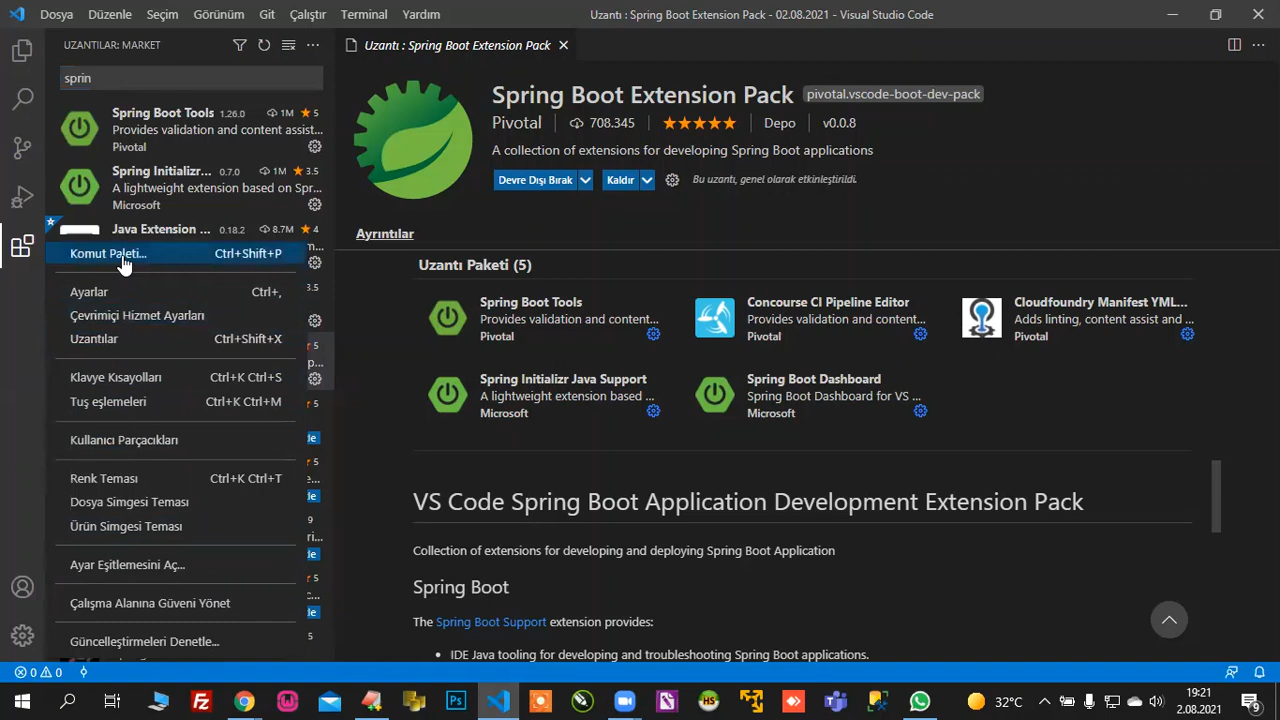 Dosya Düzenle Seçim Görünüm Git Çalıştır Terminal Yardım Uzantı : Spring Boot Extension Pack - 02.08.2021 - Visual Studio Code
UZANTILAR: MARKET
Uzantı : Spring Boot Extension Pack
sprin
Spring Boot Tools 1.26.0 1M 5
Provides validation and content assist...
Pivotal
Spring Initializr... 0.7.0 1M 3.5
A lightweight extension based on Spr...
Microsoft
Java Extension ... 0.18.2 8.7M 4
Komut Paleti... Ctrl+Shift+P
Ayarlar Ctrl+,
Çevrimiçi Hizmet Ayarları
Uzantılar Ctrl+Shift+X
Klavye Kısayolları Ctrl+K Ctrl+S
Tuş eşlemeleri Ctrl+K Ctrl+M
Kullanıcı Parçacıkları
Renk Teması Ctrl+K Ctrl+T
Dosya Simgesi Teması
Ürün Simgesi Teması
Ayar Eşitlemesini Aç...
Çalışma Alanına Güveni Yönet
Güncelleştirmeleri Denetle...
Spring Boot Extension Pack pivotal.vscode-boot-dev-pack
Pivotal 708.345 Depo v0.0.8
A collection of extensions for developing Spring Boot applications
Devre Dışı Bırak Kaldır Bu uzantı, genel olarak etkinleştirildi.
Ayrıntılar
Uzantı Paketi (5)
Spring Boot Tools
Provides validation and content...
Pivotal
Concourse CI Pipeline Editor
Provides validation and content...
Pivotal
Cloudfoundry Manifest YML...
Adds linting, content assist and ...
Pivotal
Spring Initializr Java Support
A lightweight extension based ...
Microsoft
Spring Boot Dashboard
Spring Boot Dashboard for VS ...
Microsoft
VS Code Spring Boot Application Development Extension Pack
Collection of extensions for developing and deploying Spring Boot Application
Spring Boot
The Spring Boot Support extension provides:
• IDE Java tooling for developing and troubleshooting Spring Boot applications.
0 0
32°C 19:21
2.08.2021